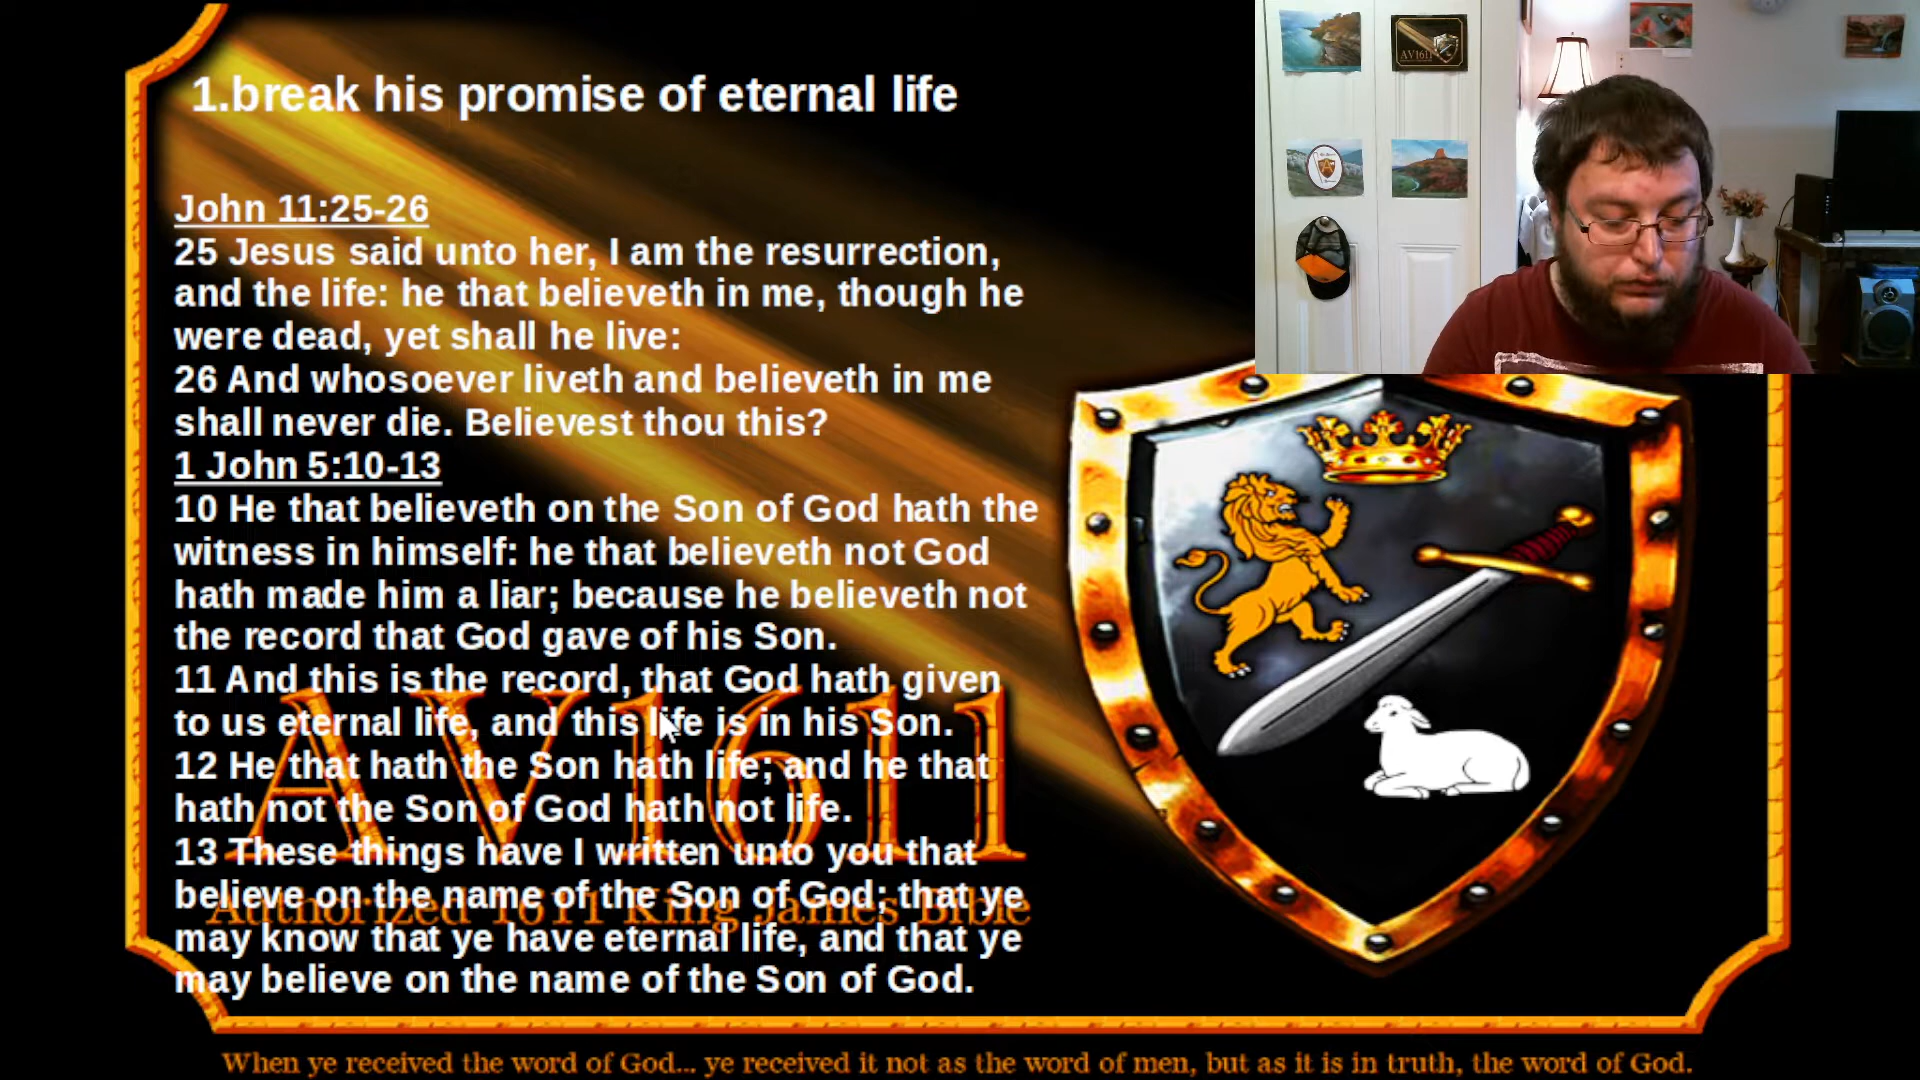 1.break his promise of eternal life
John 11:25-26
25 Jesus said unto her, I am the resurrection,
and the life: he that believeth in me, though he
were dead, yet shall he live:
26 And whosoever liveth and believeth in me
shall never die. Believest thou this?
1 John 5:10-13
10 He that believeth on the Son of God hath the
witness in himself: he that believeth not God
hath made him a liar; because he believeth not
the record that God gave of his Son.
11 And this is the record, that God hath given
to us eternal life, and this life is in his Son.
12 He that hath the Son hath life; and he that
hath not the Son of God hath not life.
13 These things have I written unto you that
believe on the name of the Son of God; that ye
may know that ye have eternal life, and that ye
may believe on the name of the Son of God.
AV1611
Authorized 1611 King James Bible
When ye received the word of God... ye received it not as the word of men, but as it is in truth, the word of God.
AV1611